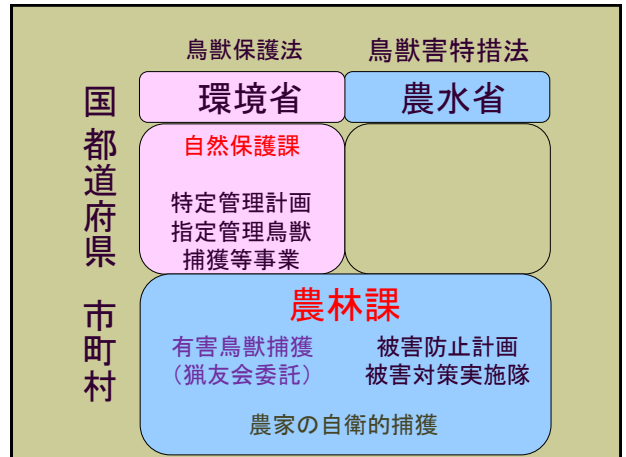 鳥獣保護法 鳥獣害特措法
国 環境省 農水省
都道府県 自然保護課
特定管理計画
指定管理鳥獣
捕獲等事業
市町村 農林課
有害鳥獣捕獲 被害防止計画
(猟友会委託) 被害対策実施隊
農家の自衛的捕獲